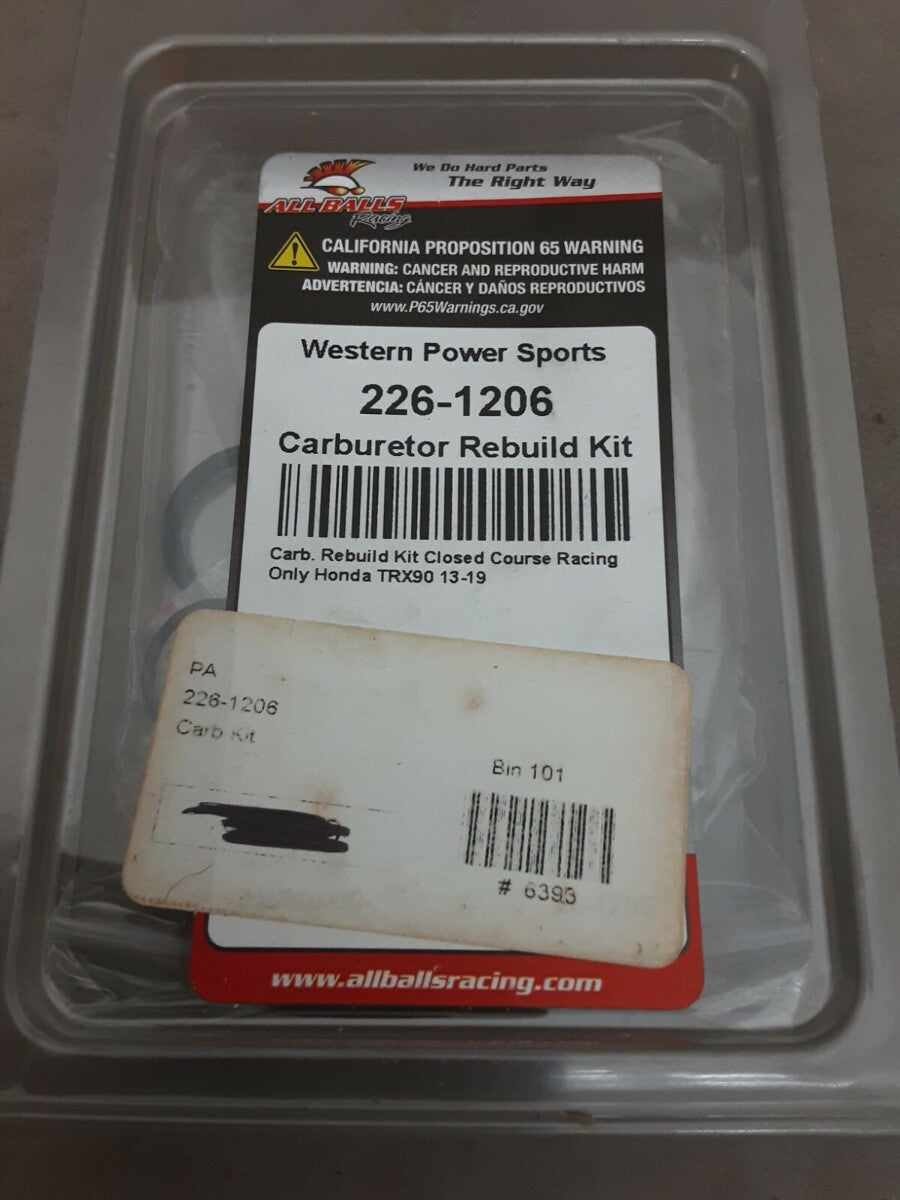 We Do Hard Parts
The Right Way
ALL BALLS
Racing
CALIFORNIA PROPOSITION 65 WARNING
WARNING: CANCER AND REPRODUCTIVE HARM
ADVERTENCIA: CÁNCER Y DAÑOS REPRODUCTIVOS
www.P65Warnings.ca.gov
Western Power Sports
226-1206
Carburetor Rebuild Kit
Carb. Rebuild Kit Closed Course Racing
Only Honda TRX90 13-19
PA
226-1206
Carb Kit
Bin 101
# 6393
www.allballsracing.com